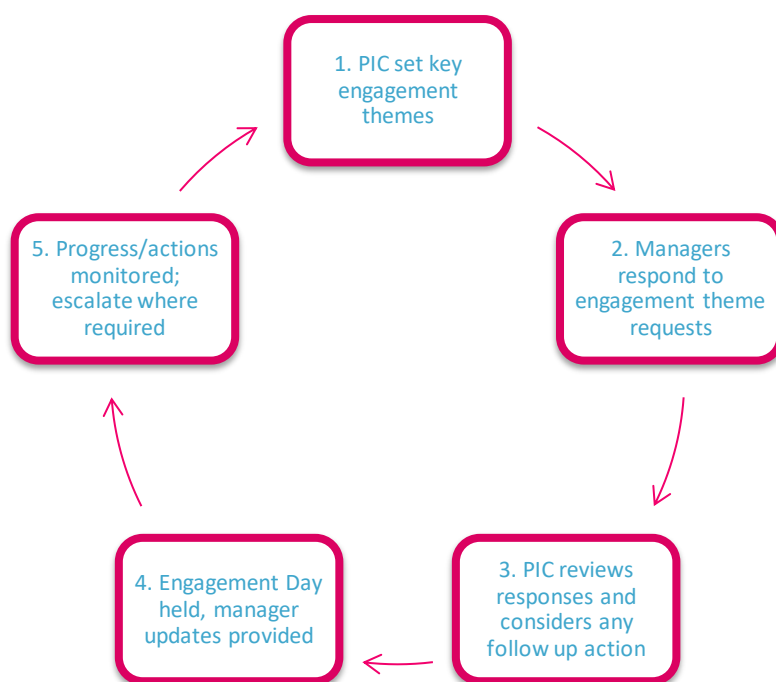 1. PIC set key
engagement
themes
2. Managers
respond to
engagement theme
requests
3. PIC reviews
responses and
considers any
follow up action
4. Engagement Day
held, manager
updates provided
5. Progress/actions
monitored;
escalate where
required